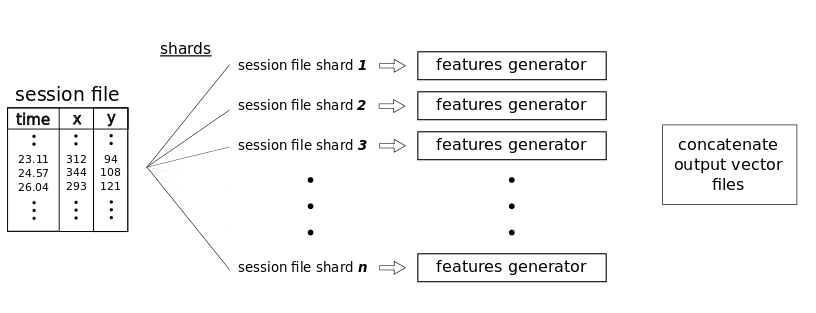 shards
session file
time x y
23.11 312 94
24.57 344 108
26.04 293 121
session file shard 1
features generator
session file shard 2
features generator
session file shard 3
features generator
session file shard n
features generator
concatenate
output vector
files